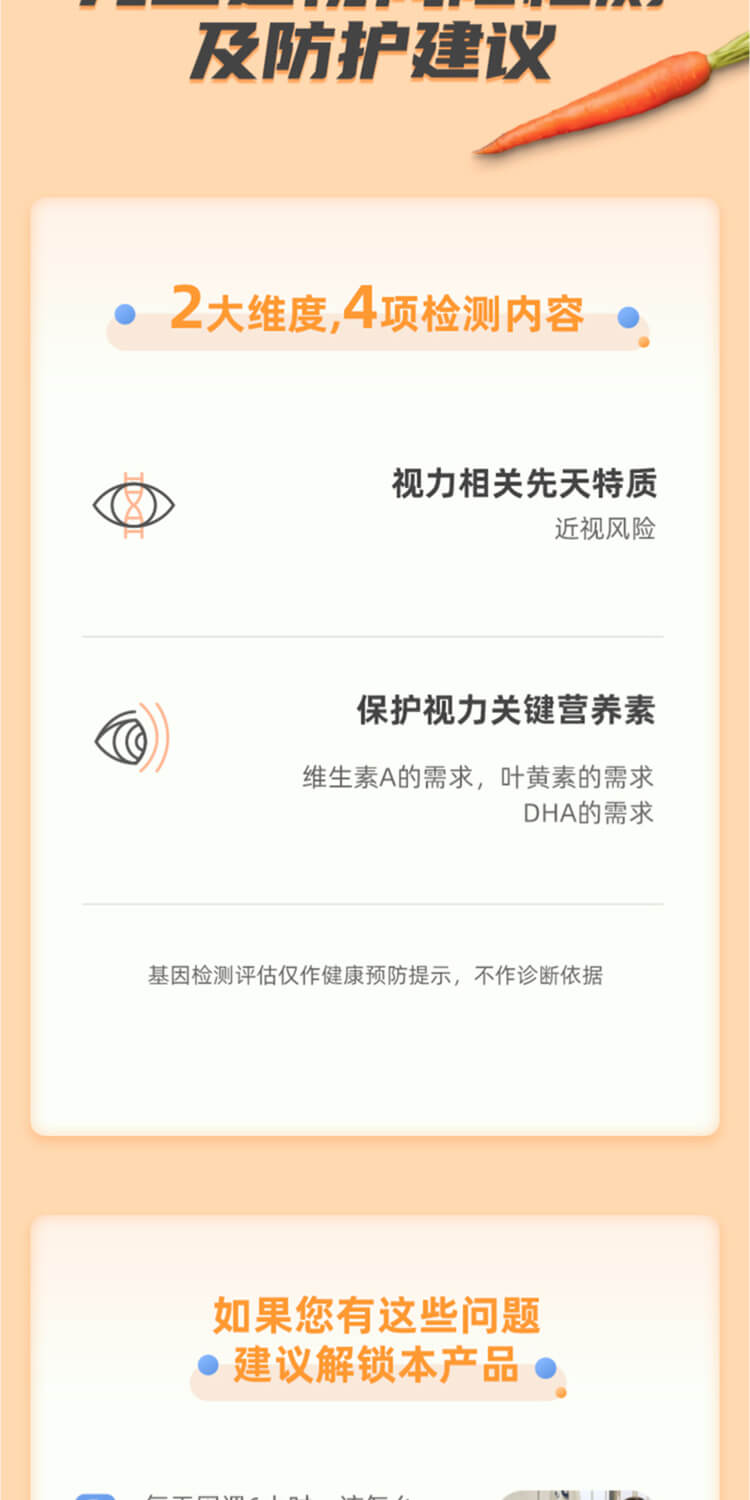 及防护建议
2大维度,4项检测内容
视力相关先天特质
近视风险
保护视力关键营养素
维生素A的需求，叶黄素的需求
DHA的需求
基因检测评估仅作健康预防提示，不作诊断依据
如果您有这些问题
建议解锁本产品